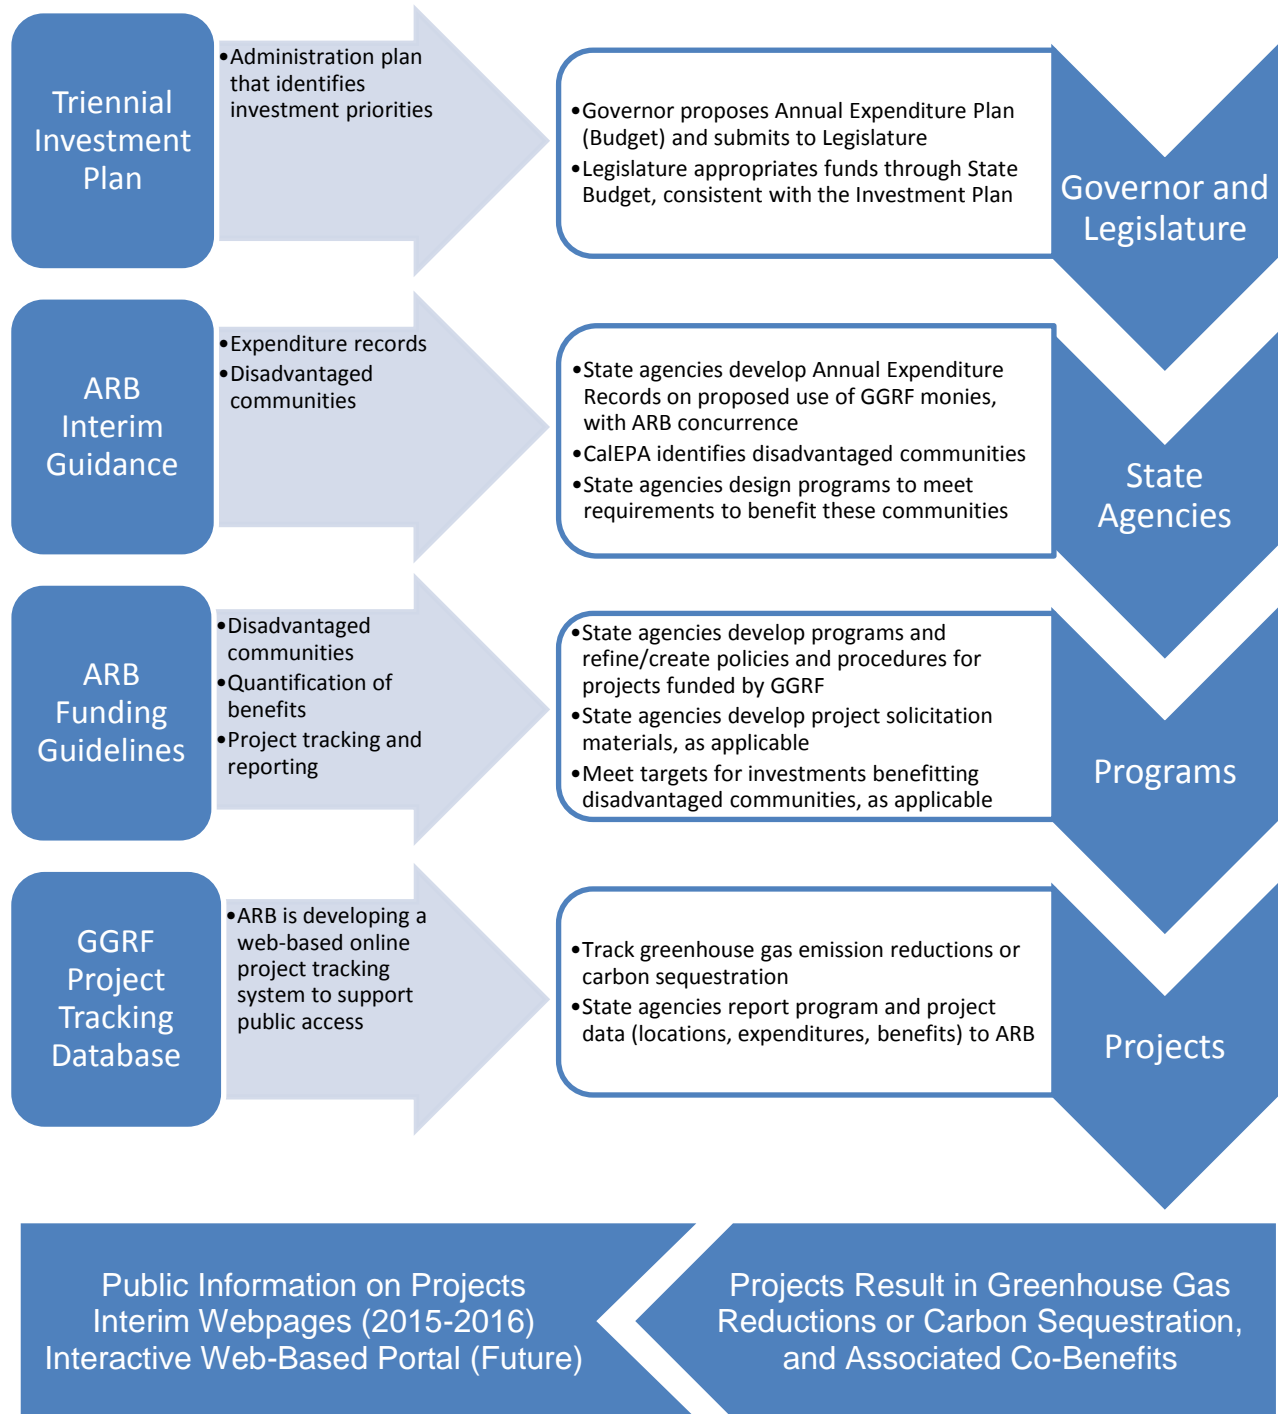 Triennial
Investment
Plan
•Administration plan
that identifies
investment priorities
•Governor proposes Annual Expenditure Plan
(Budget) and submits to Legislature
•Legislature appropriates funds through State
Budget, consistent with the Investment Plan
Governor and
Legislature
ARB
Interim
Guidance
•Expenditure records
•Disadvantaged
communities
•State agencies develop Annual Expenditure
Records on proposed use of GGRF monies,
with ARB concurrence
•CalEPA identifies disadvantaged communities
•State agencies design programs to meet
requirements to benefit these communities
State
Agencies
ARB
Funding
Guidelines
•Disadvantaged
communities
•Quantification of
benefits
•Project tracking and
reporting
•State agencies develop programs and
refine/create policies and procedures for
projects funded by GGRF
•State agencies develop project solicitation
materials, as applicable
•Meet targets for investments benefitting
disadvantaged communities, as applicable
Programs
GGRF
Project
Tracking
Database
•ARB is developing a
web-based online
project tracking
system to support
public access
•Track greenhouse gas emission reductions or
carbon sequestration
•State agencies report program and project
data (locations, expenditures, benefits) to ARB
Projects
Public Information on Projects
Interim Webpages (2015-2016)
Interactive Web-Based Portal (Future)
Projects Result in Greenhouse Gas
Reductions or Carbon Sequestration,
and Associated Co-Benefits